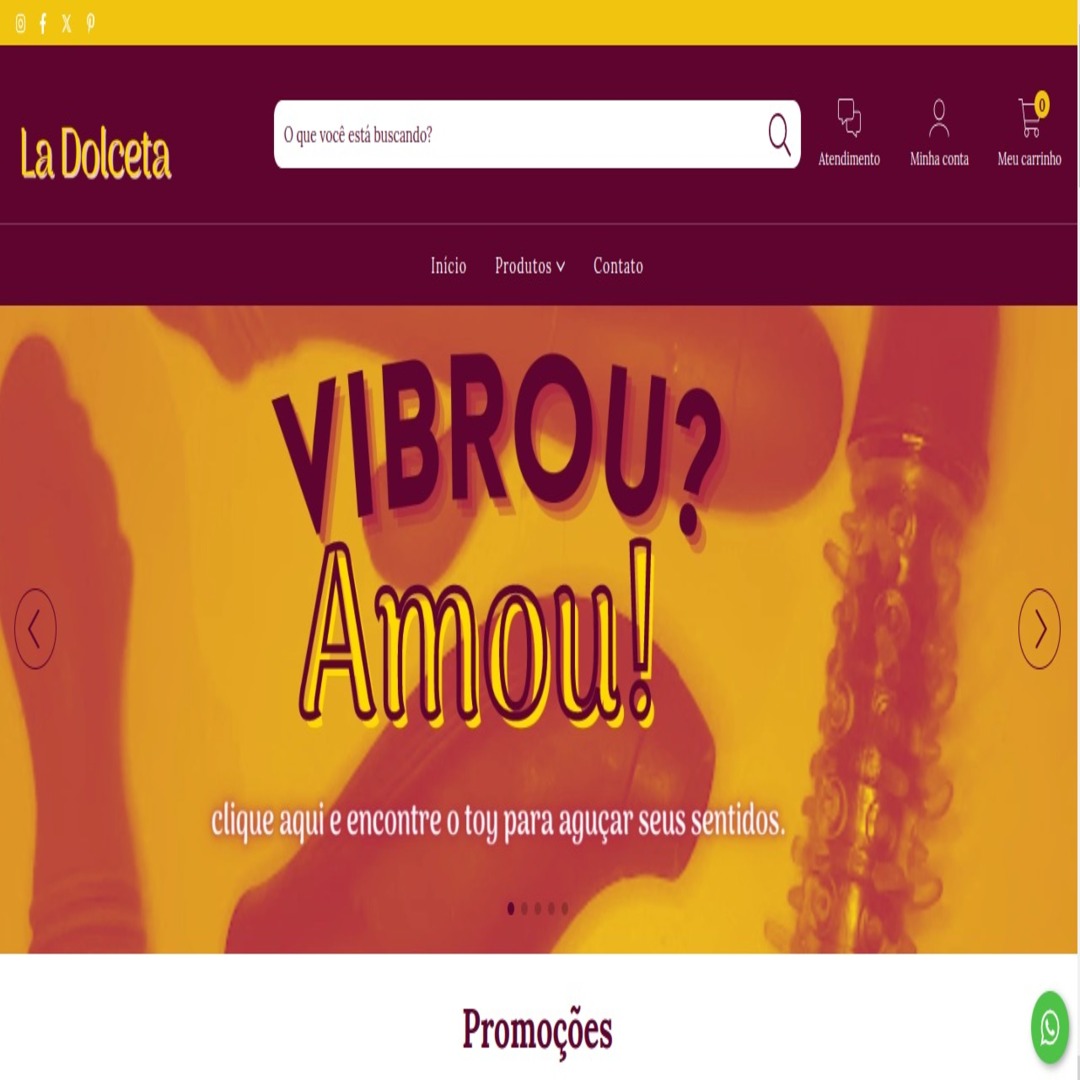 La Dolceta
O que você está buscando?
0
Atendimento
Minha conta
Meu carrinho
Início
Produtos
Contato
VIBROU?
Amou!
clique aqui e encontre o toy para aguçar seus sentidos.
Promoções